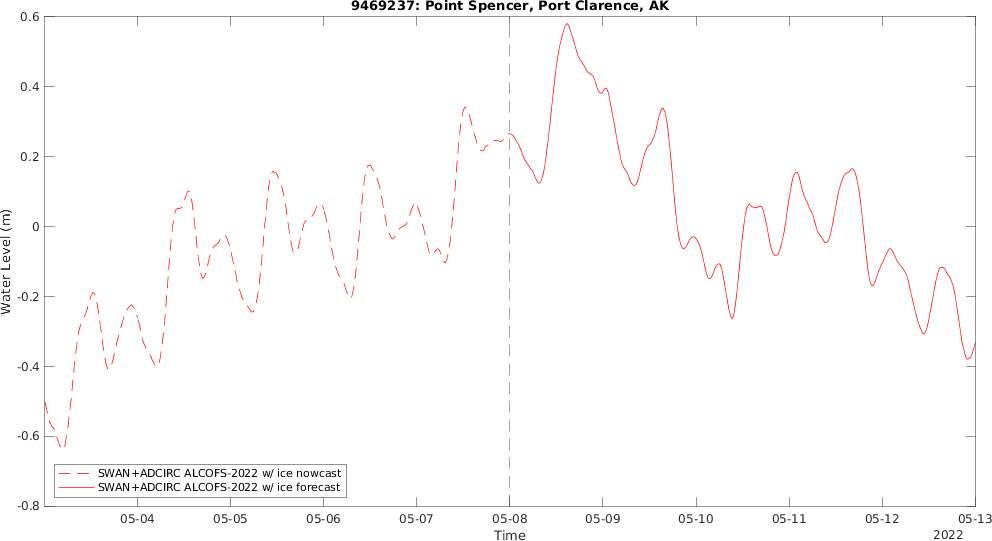 9469237: Point Spencer, Port Clarence, AK
0.6
0.4
0.2
0
-0.2
-0.4
-0.6
-0.8
Water Level (m)
SWAN+ADCIRC ALCOFS-2022 w/ ice nowcast
SWAN+ADCIRC ALCOFS-2022 w/ ice forecast
05-04 05-05 05-06 05-07 05-08 05-09 05-10 05-11 05-12 05-13
Time
2022